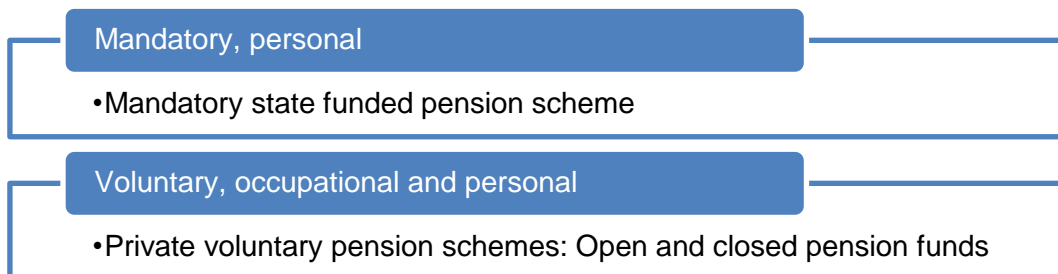 Mandatory, personal
•Mandatory state funded pension scheme
Voluntary, occupational and personal
•Private voluntary pension schemes: Open and closed pension funds